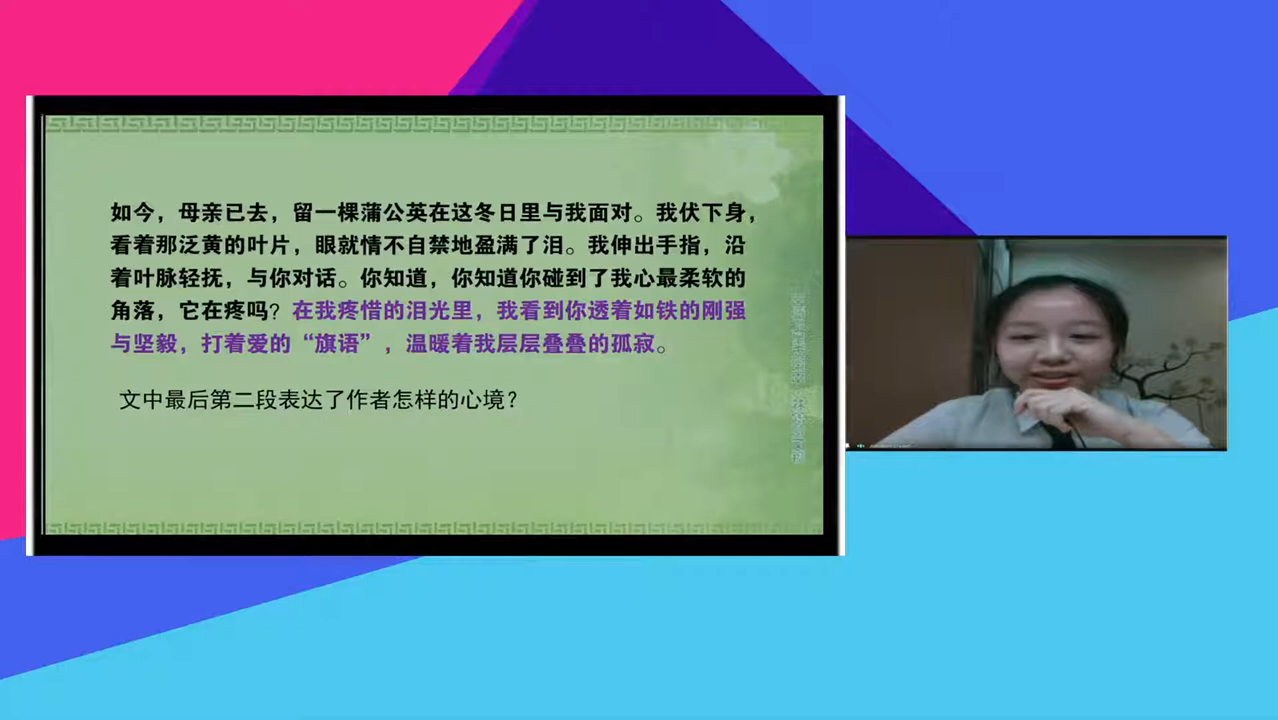 如今，母亲已去，留一棵蒲公英在这冬日里与我面对。我伏下身，
看着那泛黄的叶片，眼就情不自禁地盈满了泪。我伸出手指，沿
着叶脉轻抚，与你对话。你知道，你知道你碰到了我心最柔软的
角落，它在疼吗？在我疼惜的泪光里，我看到你透着如铁的刚强
与坚毅，打着爱的“旗语”，温暖着我层层叠叠的孤寂。
文中最后第二段表达了作者怎样的心境？